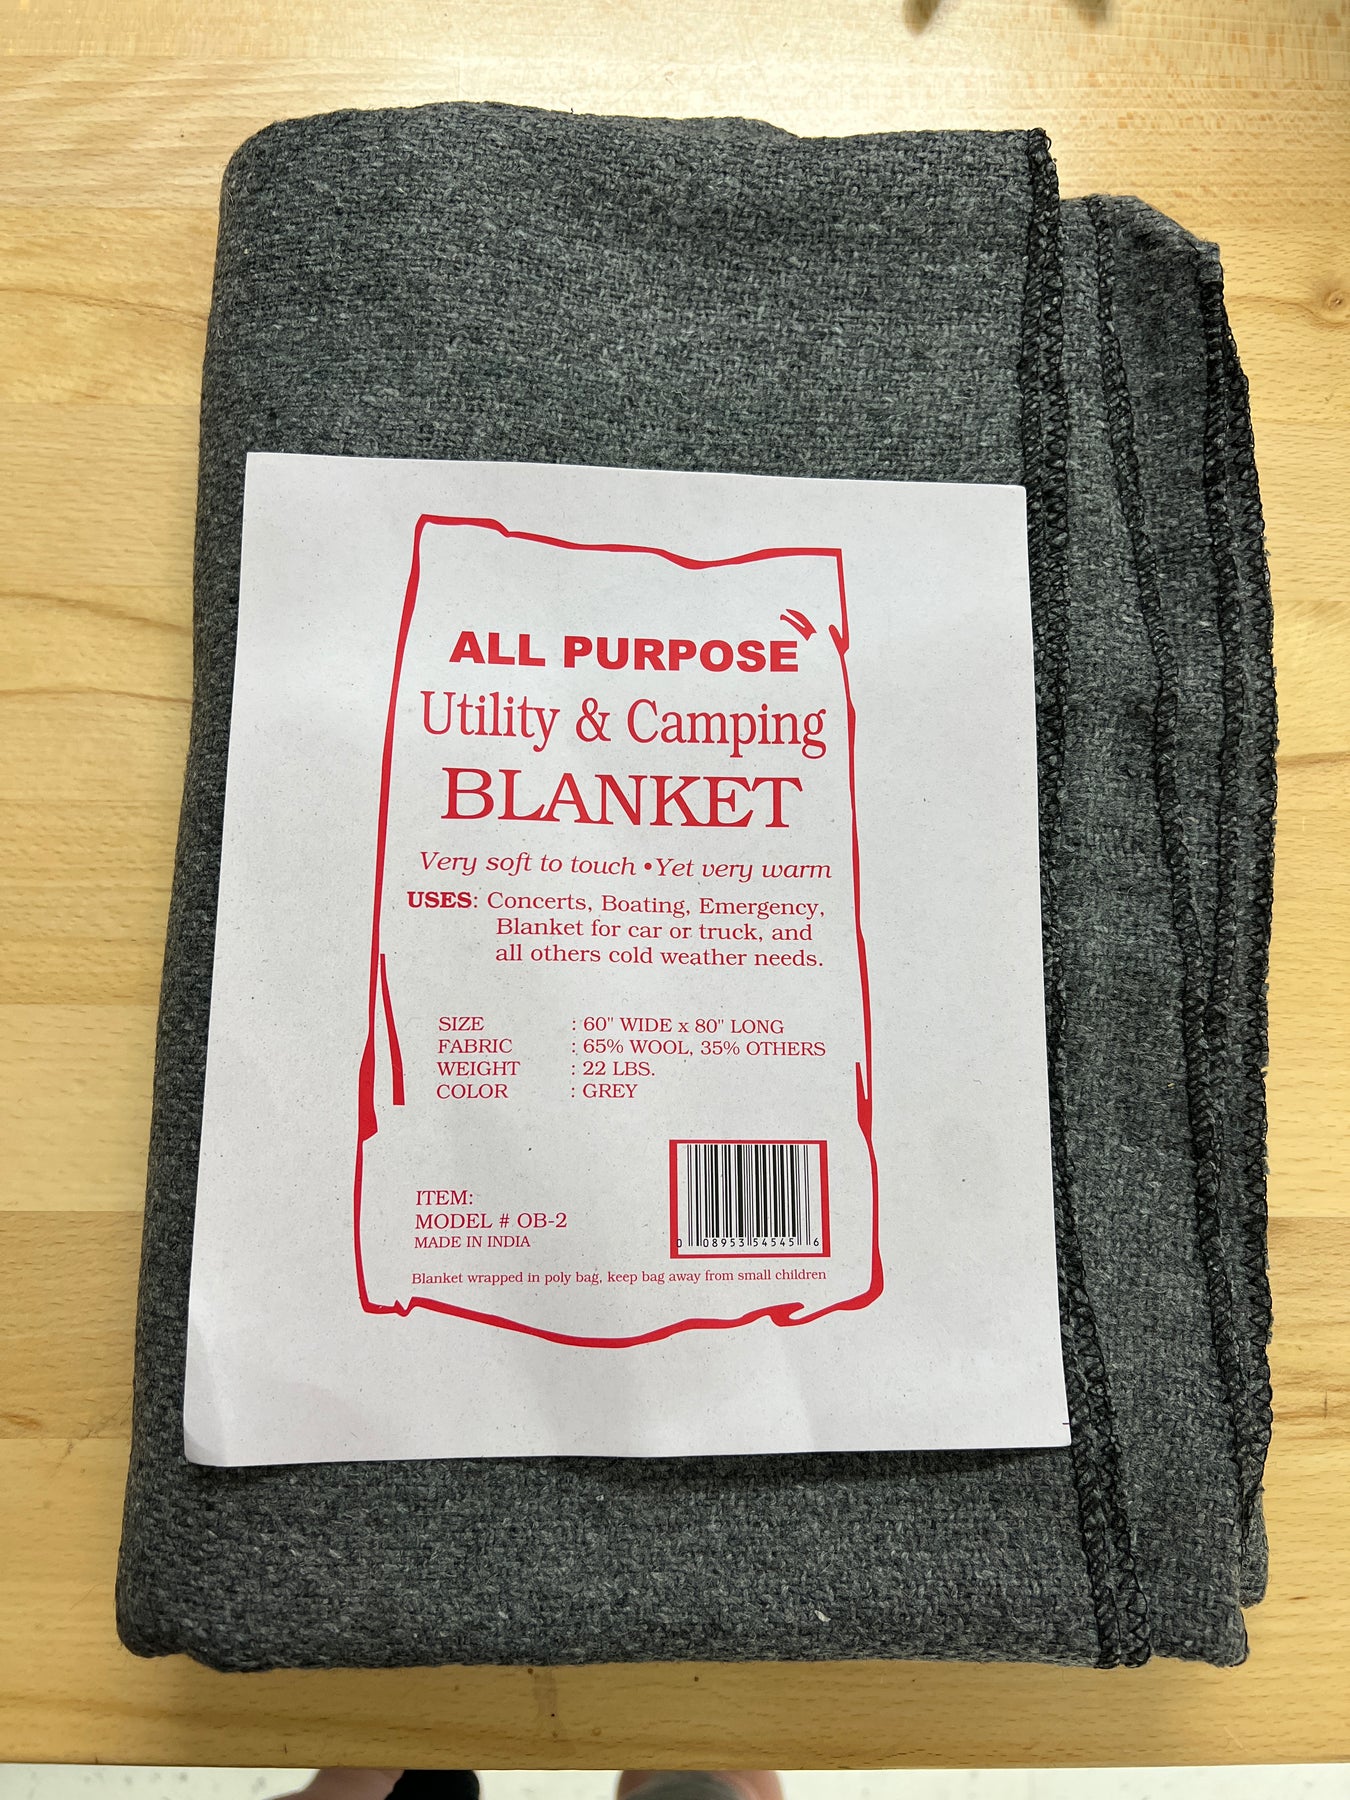 ALL PURPOSE
Utility & Camping
BLANKET
Very soft to touch • Yet very warm
USES: Concerts, Boating, Emergency,
Blanket for car or truck, and
all others cold weather needs.
SIZE : 60" WIDE x 80" LONG
FABRIC : 65% WOOL, 35% OTHERS
WEIGHT : 22 LBS.
COLOR : GREY
ITEM:
MODEL # OB-2
MADE IN INDIA
0 08953 54545 6
Blanket wrapped in poly bag, keep bag away from small children